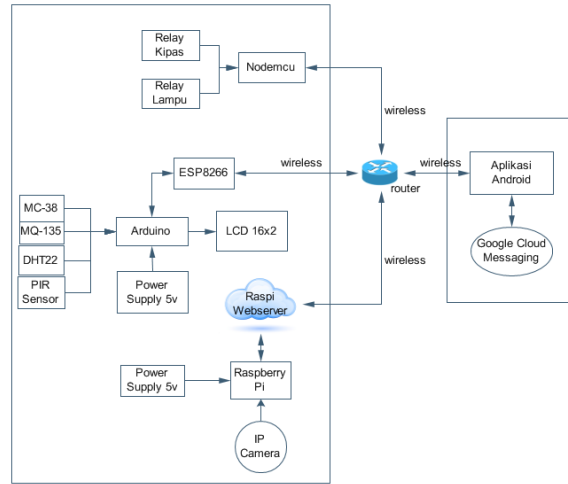 Relay
Kipas
Nodemcu
Relay
Lampu
wireless
ESP8266
wireless
wireless
Aplikasi
Android
router
MC-38
MQ-135
DHT22
PIR
Sensor
Arduino
LCD 16x2
Google Cloud
Messaging
wireless
Power
Supply 5v
Raspi
Webserver
Power
Supply 5v
Raspberry
Pi
IP
Camera